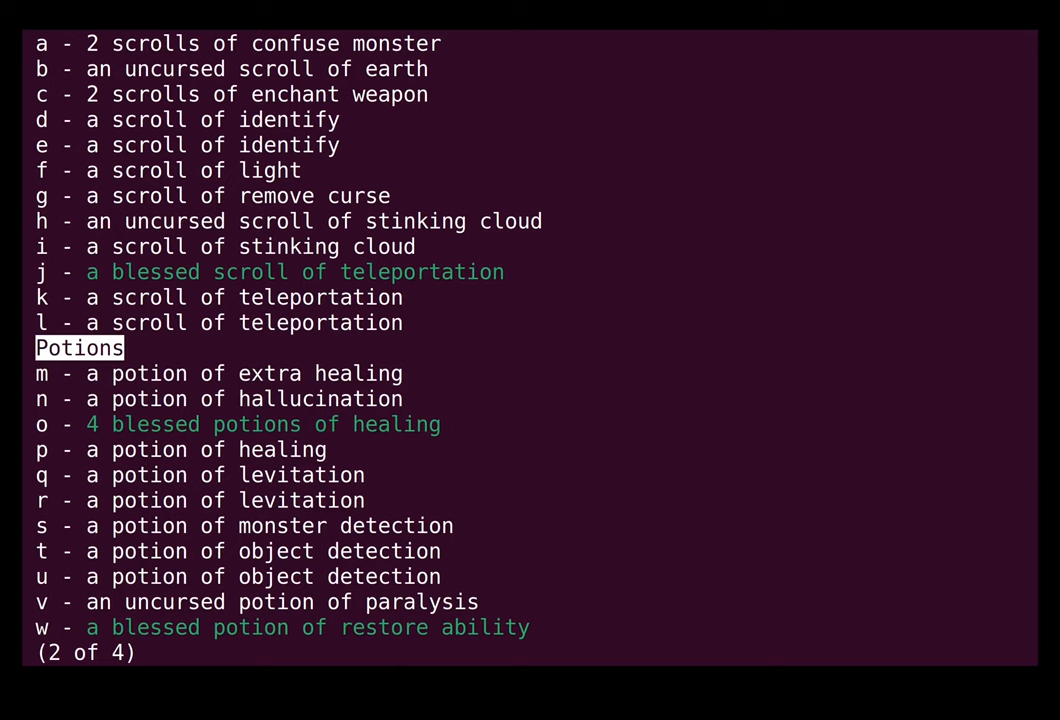 a - 2 scrolls of confuse monster
b - an uncursed scroll of earth
c - 2 scrolls of enchant weapon
d - a scroll of identify
e - a scroll of identify
f - a scroll of light
g - a scroll of remove curse
h - an uncursed scroll of stinking cloud
i - a scroll of stinking cloud
j - a blessed scroll of teleportation
k - a scroll of teleportation
l - a scroll of teleportation
Potions
m - a potion of extra healing
n - a potion of hallucination
o - 4 blessed potions of healing
p - a potion of healing
q - a potion of levitation
r - a potion of levitation
s - a potion of monster detection
t - a potion of object detection
u - a potion of object detection
v - an uncursed potion of paralysis
w - a blessed potion of restore ability
(2 of 4)